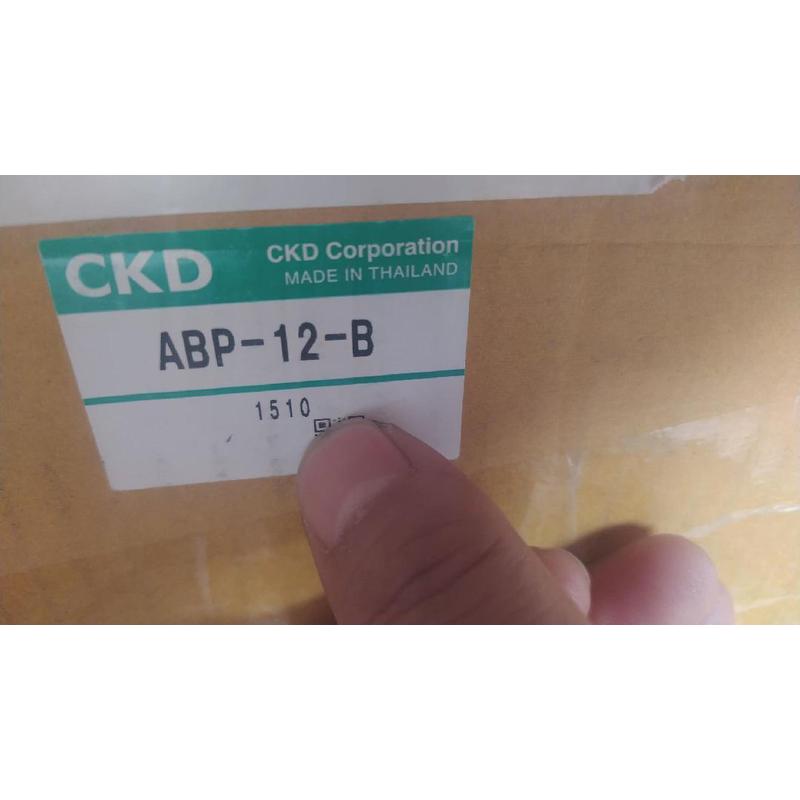 CKD
CKD Corporation
MADE IN THAILAND
ABP-12-B
1510